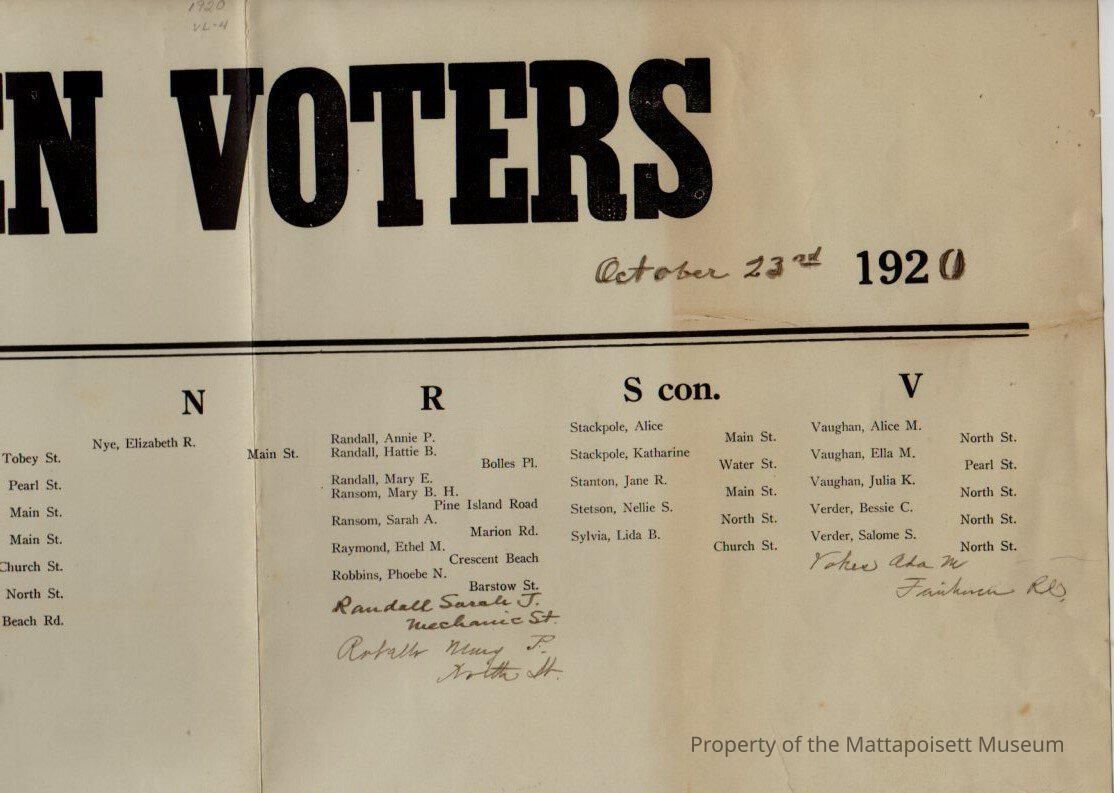 1920
VL-4
EN VOTERS
October 23rd 1920
Tobey St.
Pearl St.
Main St.
Main St.
Church St.
North St.
Beach Rd.
N
Nye, Elizabeth R.
Main St.
R
Randall, Annie P.
Randall, Hattie B.
Bolles Pl.
Randall, Mary E.
Ransom, Mary B. H.
Pine Island Road
Ransom, Sarah A.
Marion Rd.
Raymond, Ethel M.
Crescent Beach
Robbins, Phoebe N.
Barstow St.
Randall Sarah J.
Mechanic St.
Mary P.
North St.
S con.
Stackpole, Alice
Main St.
Stackpole, Katharine
Water St.
Stanton, Jane R.
Main St.
Stetson, Nellie S.
North St.
Sylvia, Lida B.
Church St.
V
Vaughan, Alice M.
North St.
Vaughan, Ella M.
Pearl St.
Vaughan, Julia K.
North St.
Verder, Bessie C.
North St.
Verder, Salome S.
North St.
Ada M
Rd.
Property of the Mattapoisett Museum